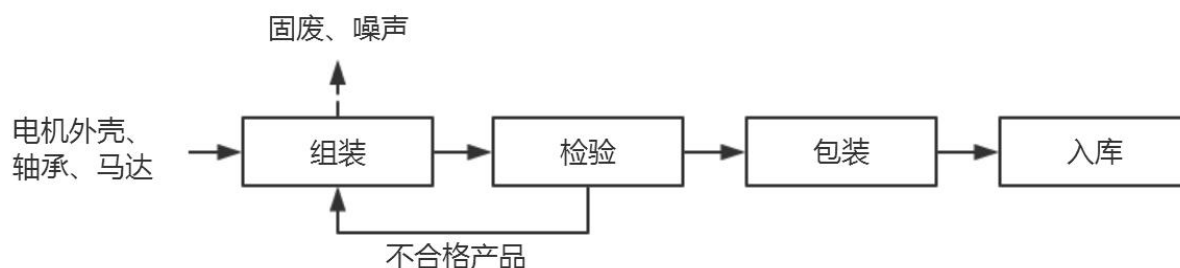 固废、噪声
电机外壳、
轴承、马达
组装
检验
包装
入库
不合格产品